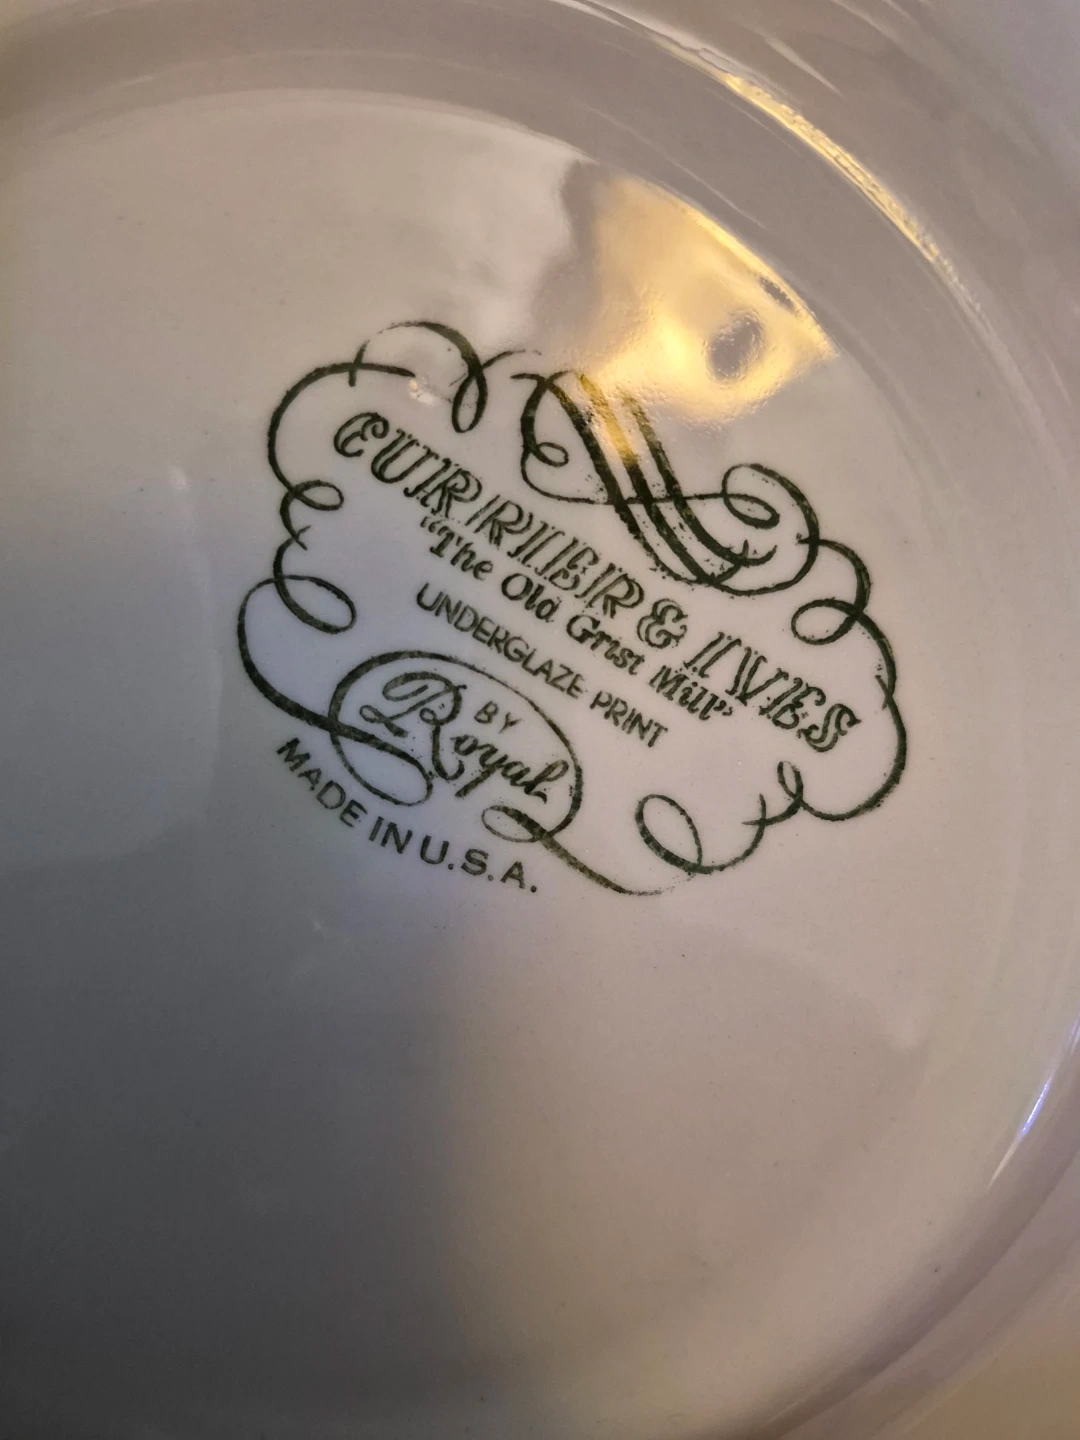 CURRIER & IVES
"The Old Grist Mill"
UNDERGLAZE PRINT
BY
Royal
MADE IN U.S.A.